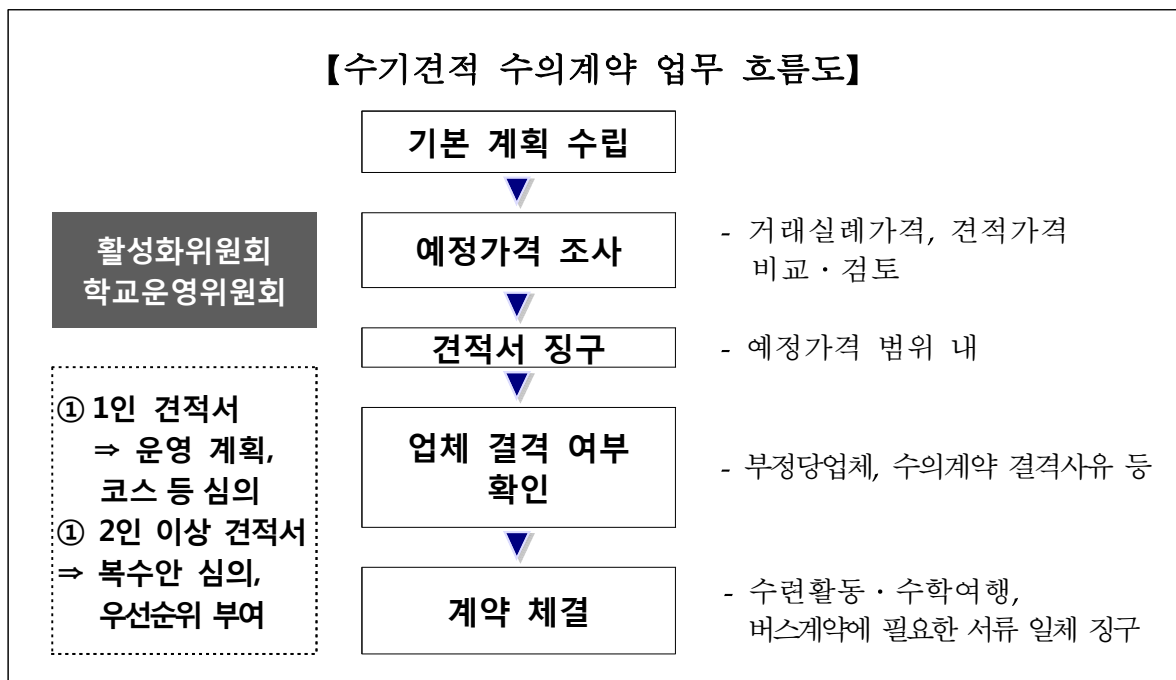 【수기견적 수의계약 업무 흐름도】
기본 계획 수립
활성화위원회
학교운영위원회
예정가격 조사
- 거래실례가격, 견적가격
비교·검토
견적서 징구
- 예정가격 범위 내
① 1인 견적서
⇒ 운영 계획,
코스 등 심의
① 2인 이상 견적서
⇒ 복수안 심의,
우선순위 부여
업체 결격 여부
확인
- 부정당업체, 수의계약 결격사유 등
계약 체결
- 수련활동·수학여행,
버스계약에 필요한 서류 일체 징구